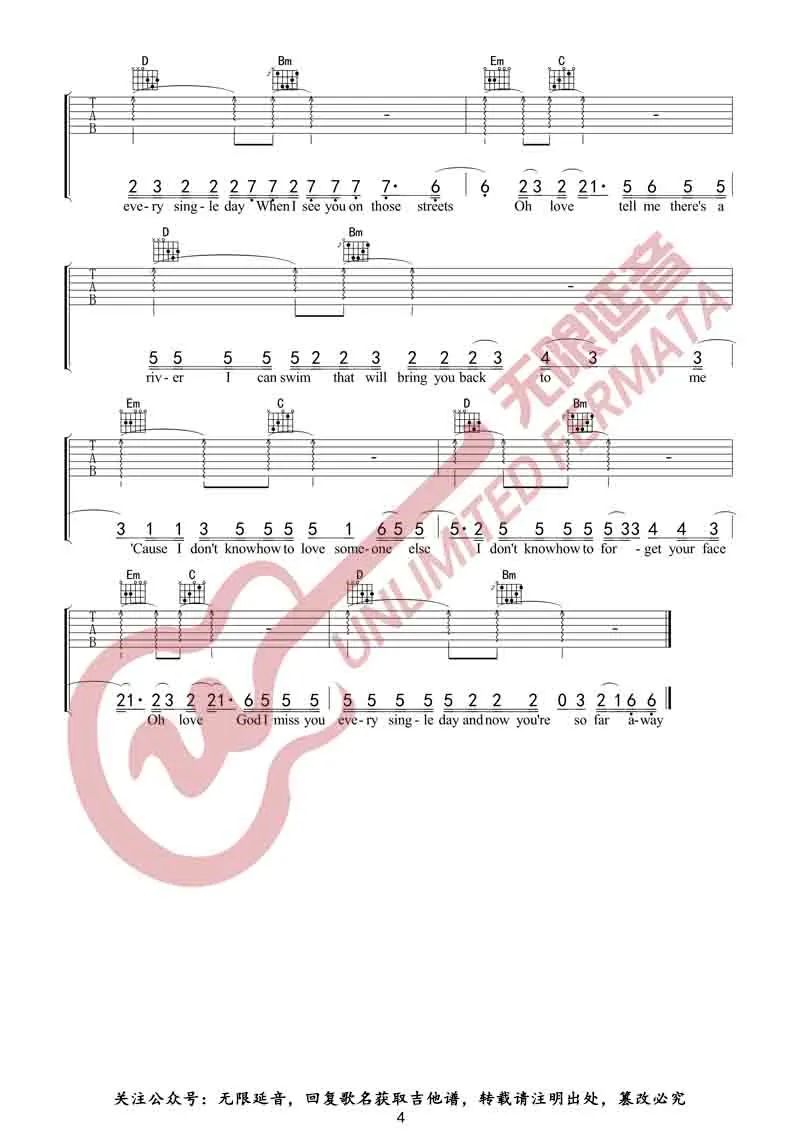 D Bm Em C
T
A
B
2 3 2 2 2 7 7 2 7 7 7 7· 6 6 2 3 2 2 1· 5 6 5 5
eve-ry sing-le day When I see you on those streets Oh love tell me there's a
D Bm
T
A
B
5 5 5 5 5 2 2 3 2 2 2 3 4 3 3
riv-er I can swim that will bring you back to me
无限延音
UNLIMITED FERMATA
Em C D Bm
T
A
B
3 1 1 3 5 5 5 5 1 6 5 5 5· 2 5 5 5 5 5 3 3 4 4 3
'Cause I don't know how to love some-one else I don't know how to for-get your face
Em C D Bm
T
A
B
2 1· 2 3 2 2 1· 6 5 5 5 5 5 5 5 5 5 2 2 2 0 3 2 1 6 6
Oh love God I miss you eve-ry sing-le day and now you're so far a-way
关注公众号：无限延音，回复歌名获取吉他谱，转载请注明出处，篡改必究
4